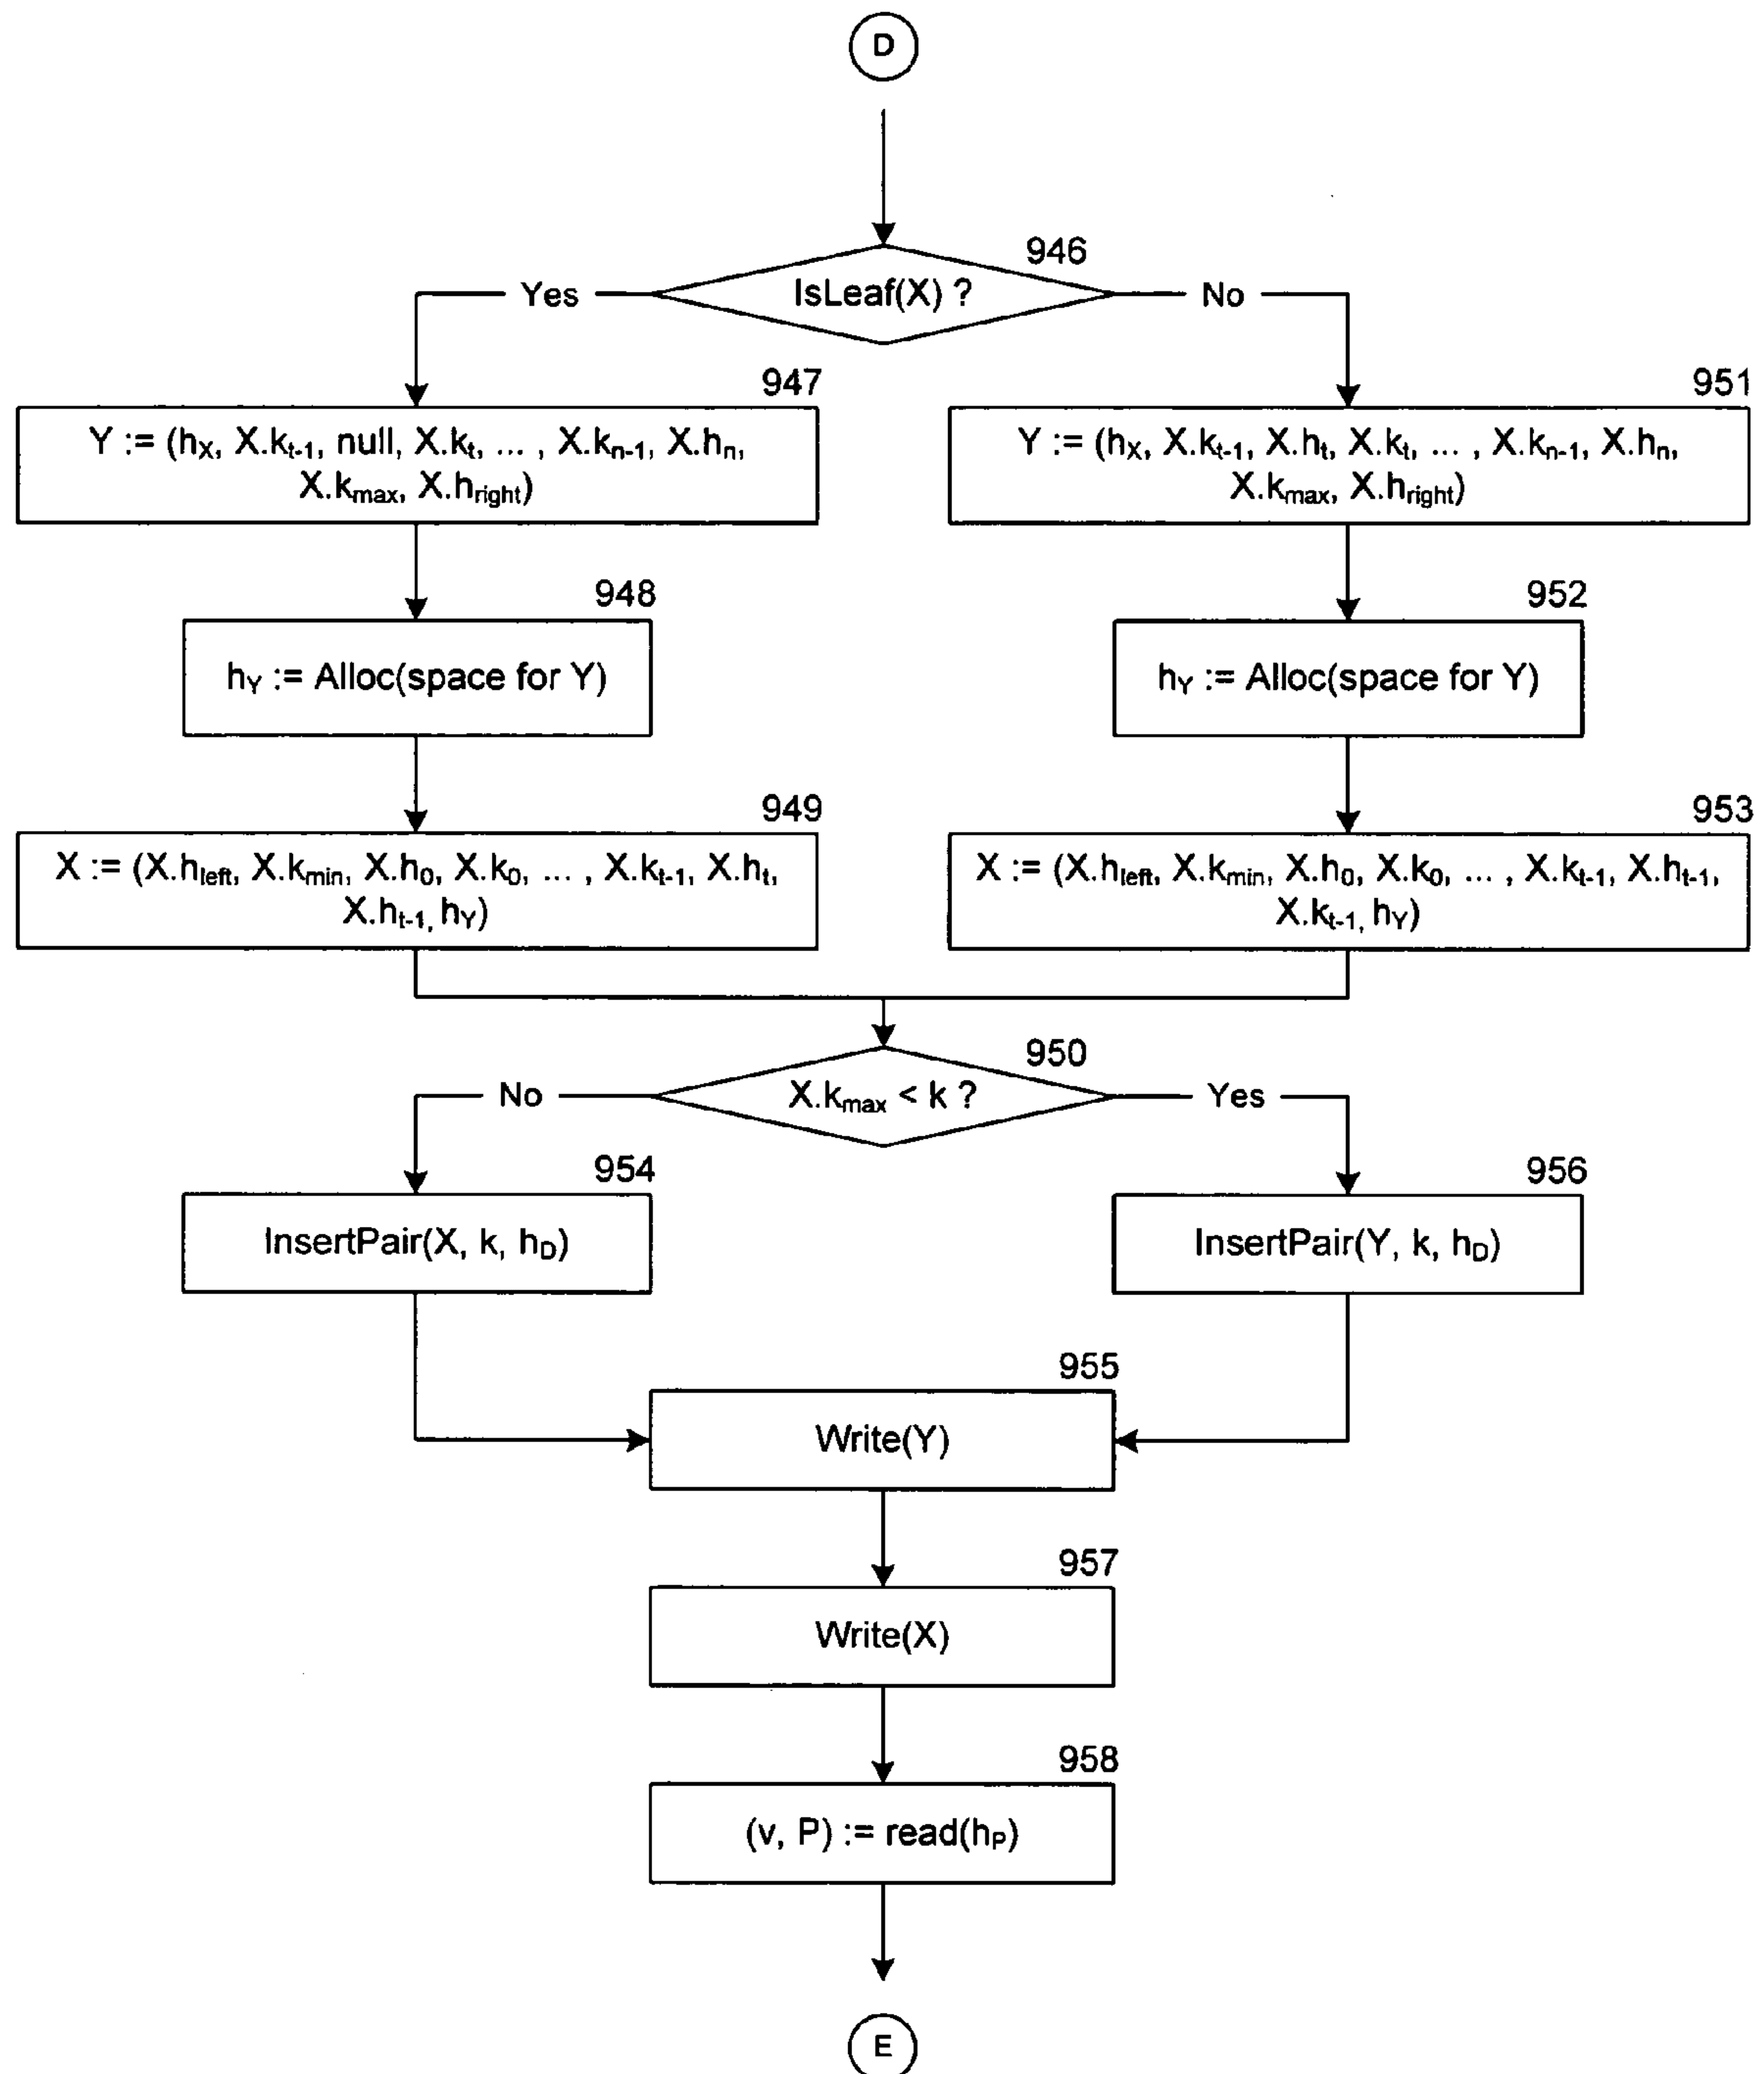 D
946
IsLeaf(X) ?
Yes
No
947
Y := (hX, X.kt-1, null, X.kt, ... , X.kn-1, X.hn,
X.kmax, X.hright)
951
Y := (hX, X.kt-1, X.ht, X.kt, ... , X.kn-1, X.hn,
X.kmax, X.hright)
948
hY := Alloc(space for Y)
952
hY := Alloc(space for Y)
949
X := (X.hleft, X.kmin, X.h0, X.k0, ... , X.kt-1, X.ht,
X.ht-1, hY)
953
X := (X.hleft, X.kmin, X.h0, X.k0, ... , X.kt-1, X.ht-1,
X.kt-1, hY)
950
X.kmax < k ?
No
Yes
954
InsertPair(X, k, hD)
956
InsertPair(Y, k, hD)
955
Write(Y)
957
Write(X)
958
(v, P) := read(hP)
E